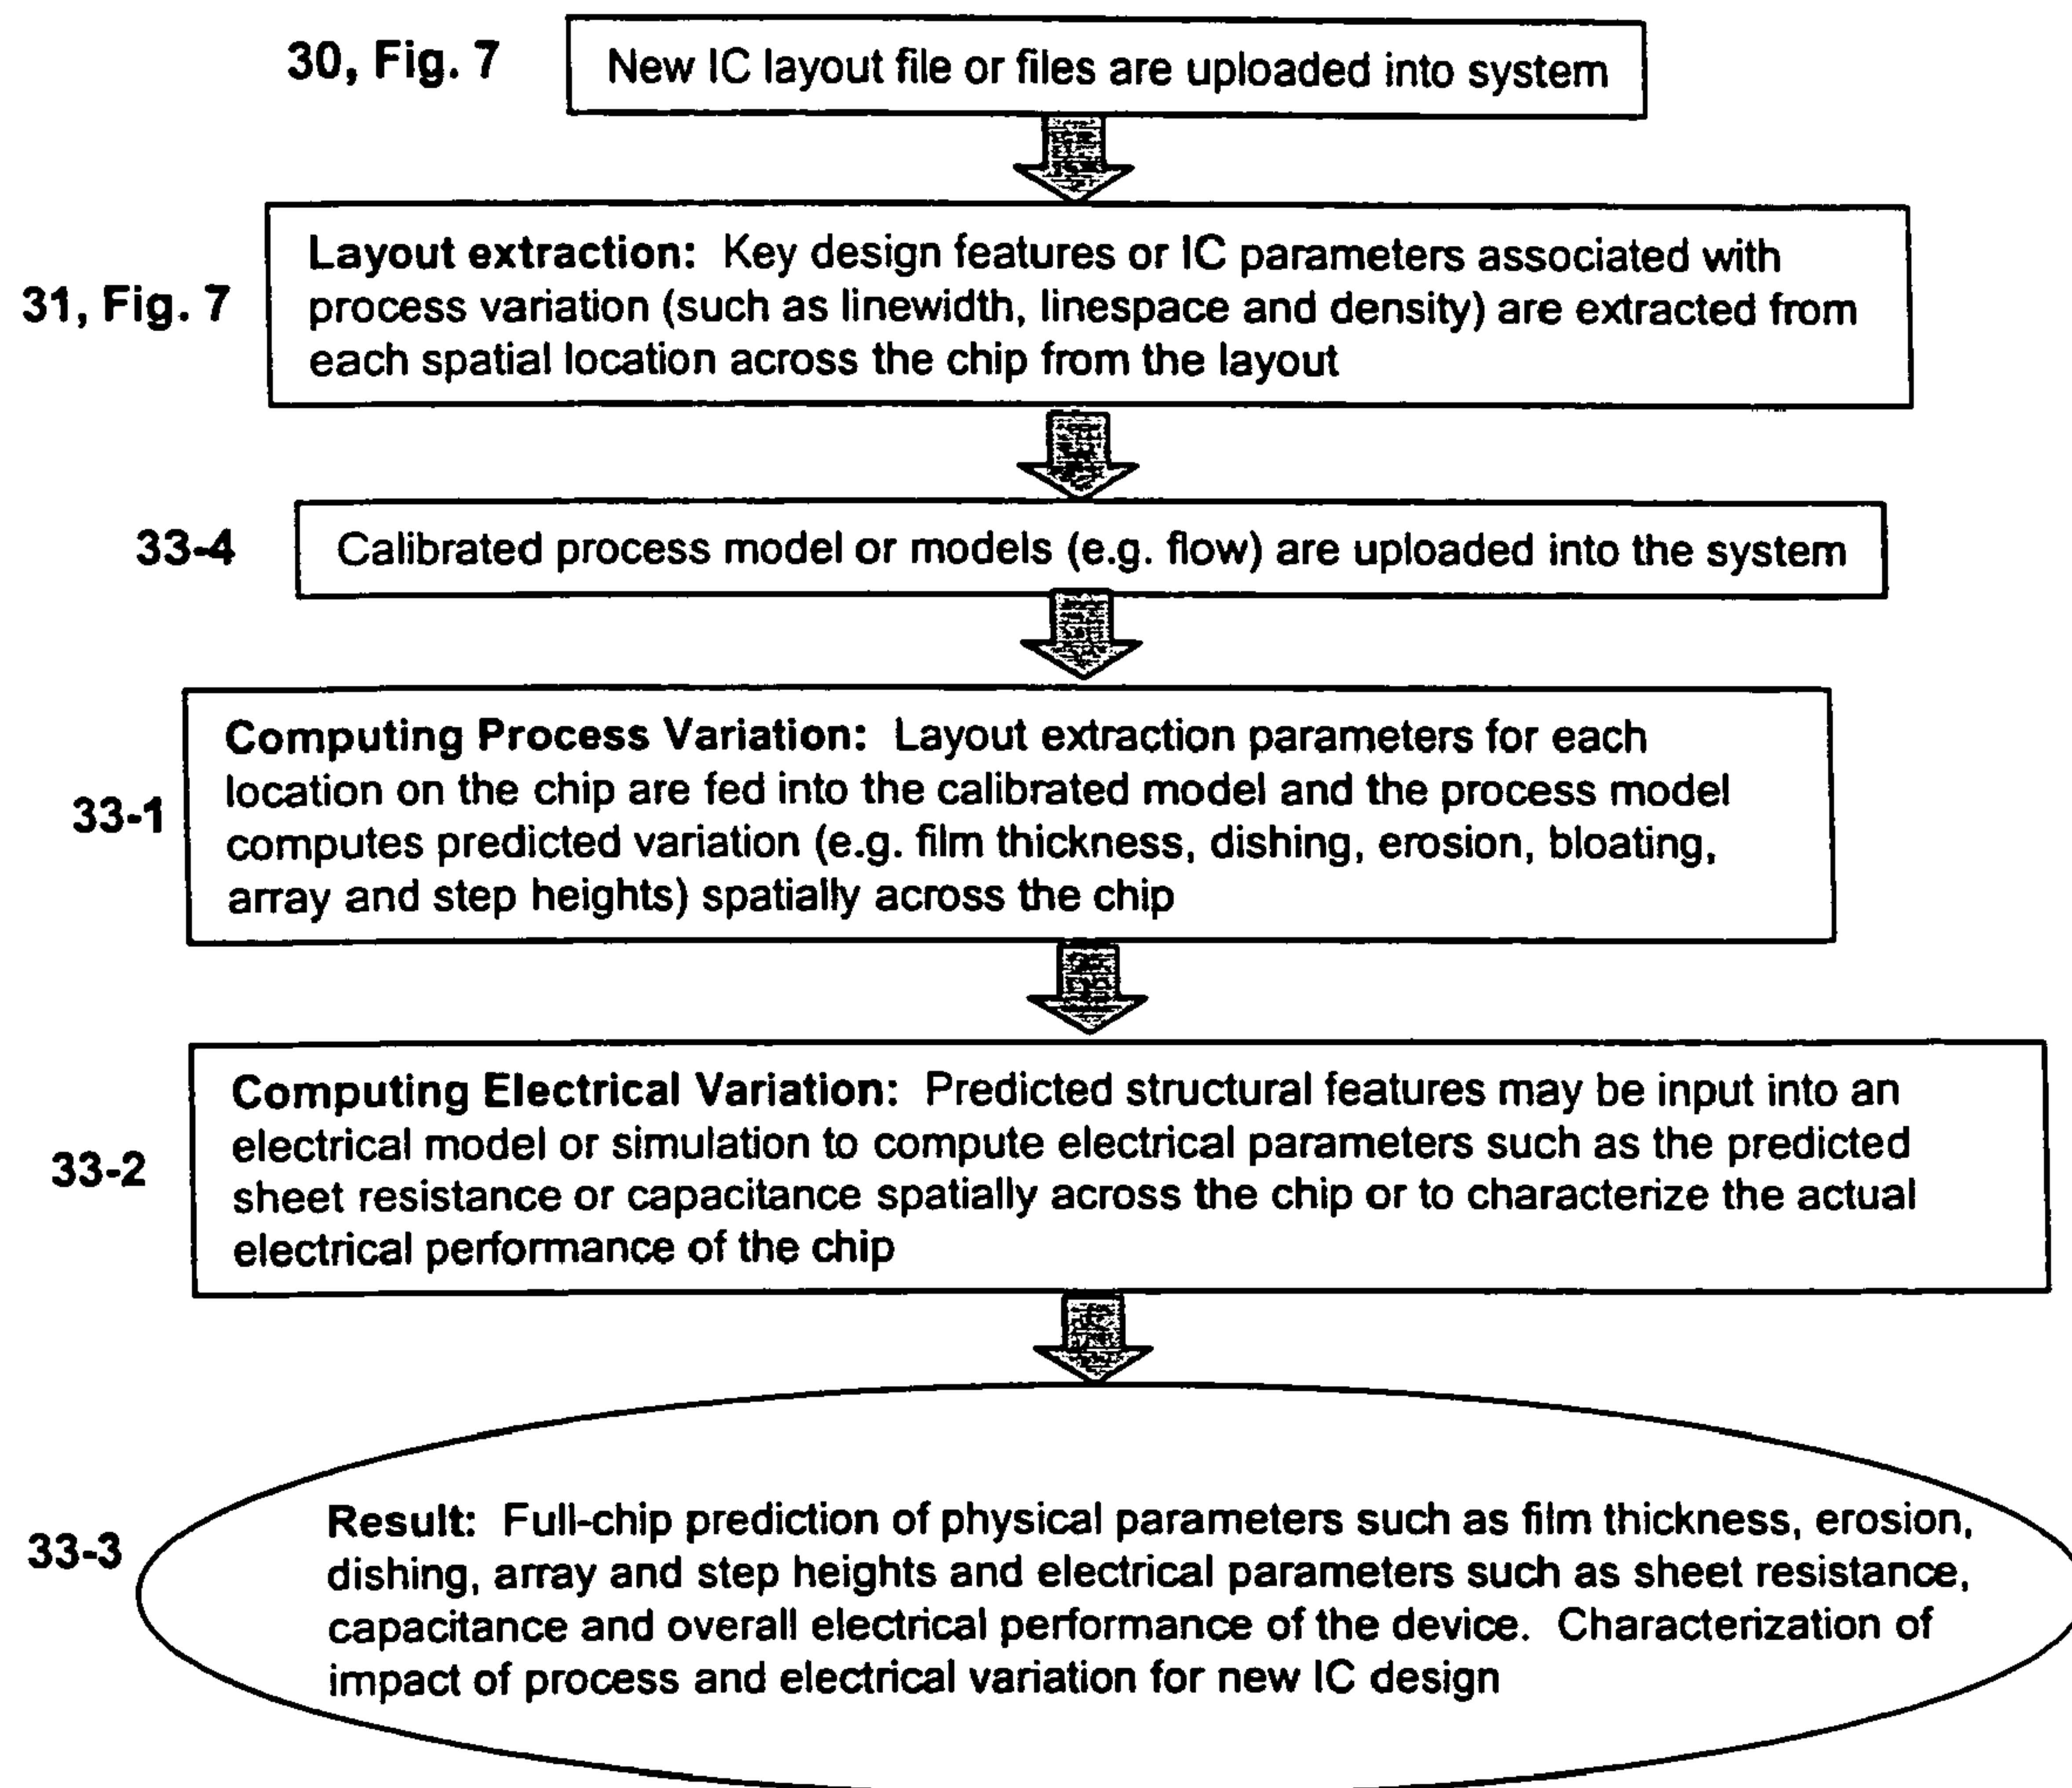 30, Fig. 7
New IC layout file or files are uploaded into system
31, Fig. 7
Layout extraction: Key design features or IC parameters associated with
process variation (such as linewidth, linespace and density) are extracted from
each spatial location across the chip from the layout
33-4
Calibrated process model or models (e.g. flow) are uploaded into the system
33-1
Computing Process Variation: Layout extraction parameters for each
location on the chip are fed into the calibrated model and the process model
computes predicted variation (e.g. film thickness, dishing, erosion, bloating,
array and step heights) spatially across the chip
33-2
Computing Electrical Variation: Predicted structural features may be input into an
electrical model or simulation to compute electrical parameters such as the predicted
sheet resistance or capacitance spatially across the chip or to characterize the actual
electrical performance of the chip
33-3
Result: Full-chip prediction of physical parameters such as film thickness, erosion,
dishing, array and step heights and electrical parameters such as sheet resistance,
capacitance and overall electrical performance of the device. Characterization of
impact of process and electrical variation for new IC design